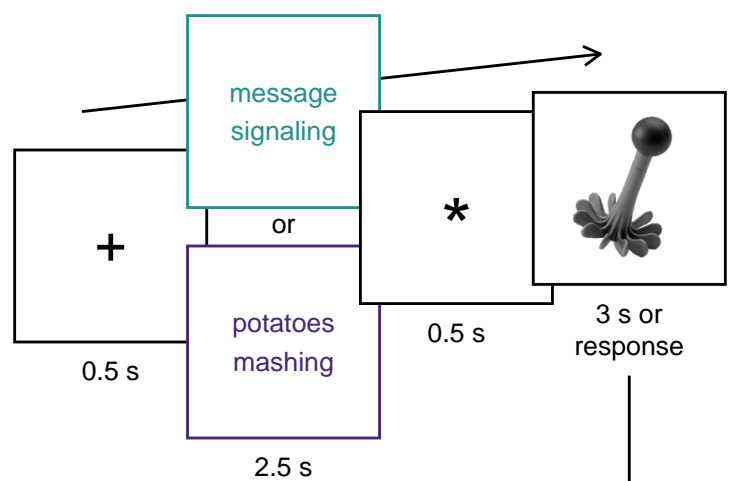 message
signaling
+
or
*
potatoes
mashing
0.5 s
2.5 s
0.5 s
3 s or
response